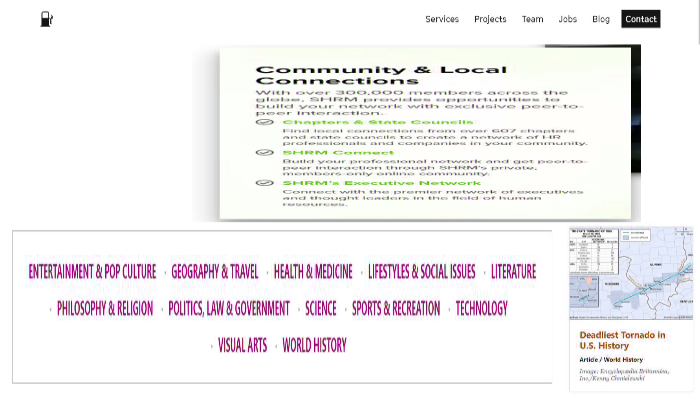 Services Projects Team Jobs Blog Contact
Community & Local
Connections
With over 300,000 members across the
globe, SHRM provides opportunities to
build your network with exclusive peer-to-
peer interaction.
Chapters & State Councils
Find local connections from over 607 chapters
and state councils to create a network of HR
professionals and companies in your community.
SHRM Connect
Build your professional network and get peer-to-
peer interaction through SHRM's private,
members-only online community.
SHRM's Executive Network
Connect with the premier network of executives
and thought leaders in the field of human
resources.
ENTERTAINMENT & POP CULTURE · GEOGRAPHY & TRAVEL · HEALTH & MEDICINE · LIFESTYLES & SOCIAL ISSUES · LITERATURE
· PHILOSOPHY & RELIGION · POLITICS, LAW & GOVERNMENT · SCIENCE · SPORTS & RECREATION · TECHNOLOGY
· VISUAL ARTS · WORLD HISTORY
Deadliest Tornado in
U.S. History
Article / World History
Image: Encyclopædia Britannica,
Inc./Kenny Chmielewski